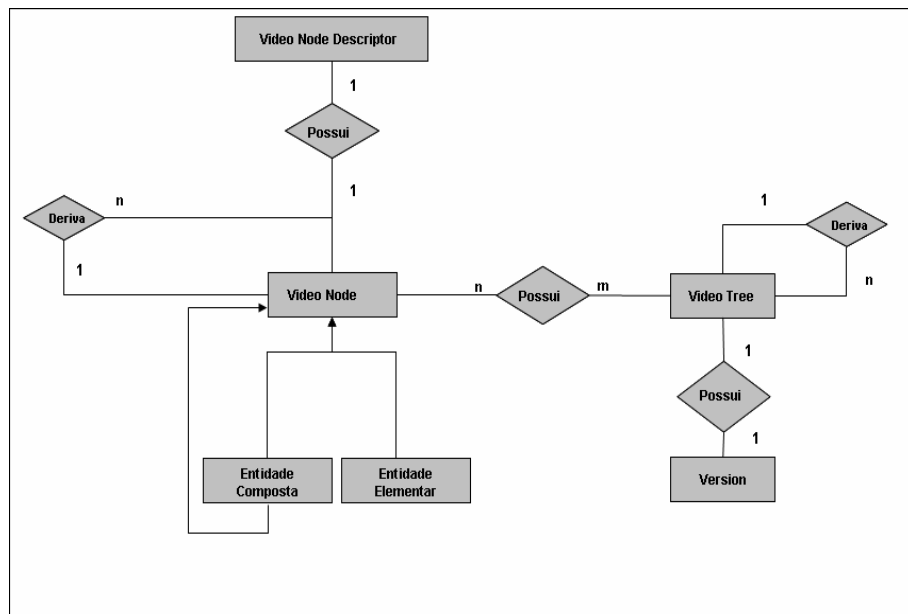 Video Node Descriptor
1
Possui
1
n
Deriva
1
1
Deriva
n
Video Node
n
Possui
m
Video Tree
1
Possui
1
Entidade
Composta
Entidade
Elementar
Version